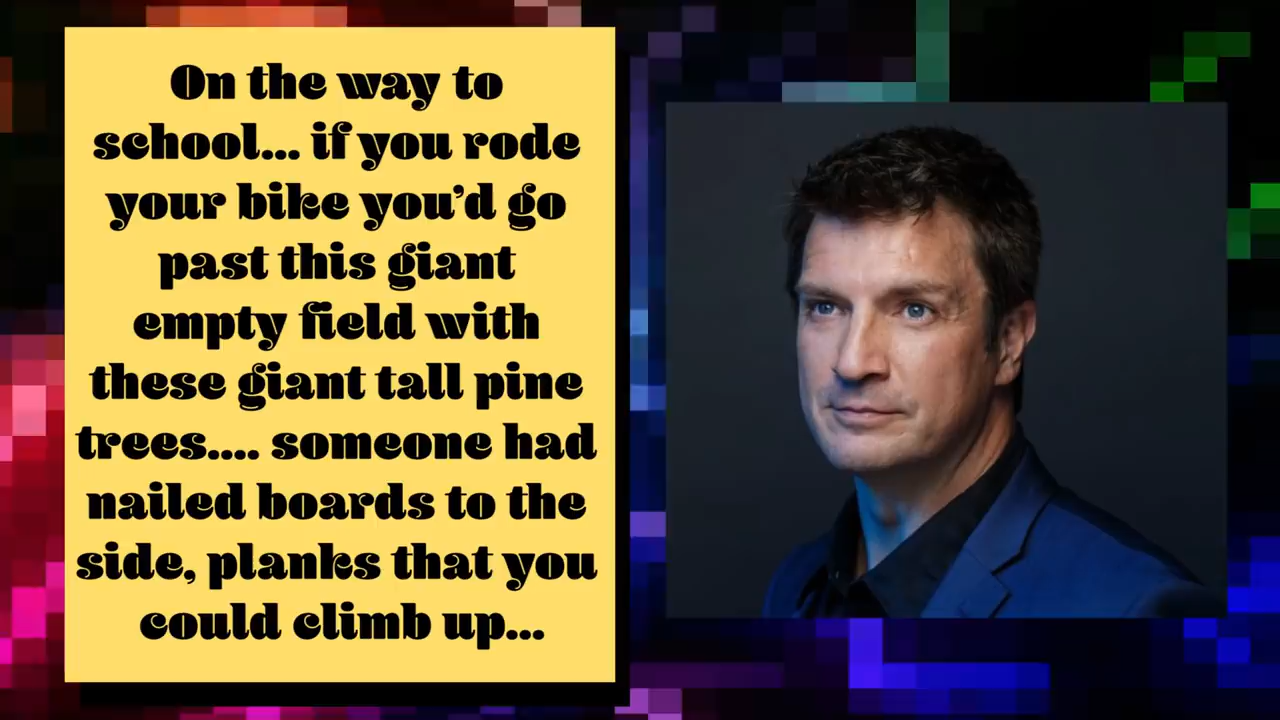 On the way to
school... if you rode
your bike you’d go
past this giant
empty field with
these giant tall pine
trees.... someone had
nailed boards to the
side, planks that you
could climb up...